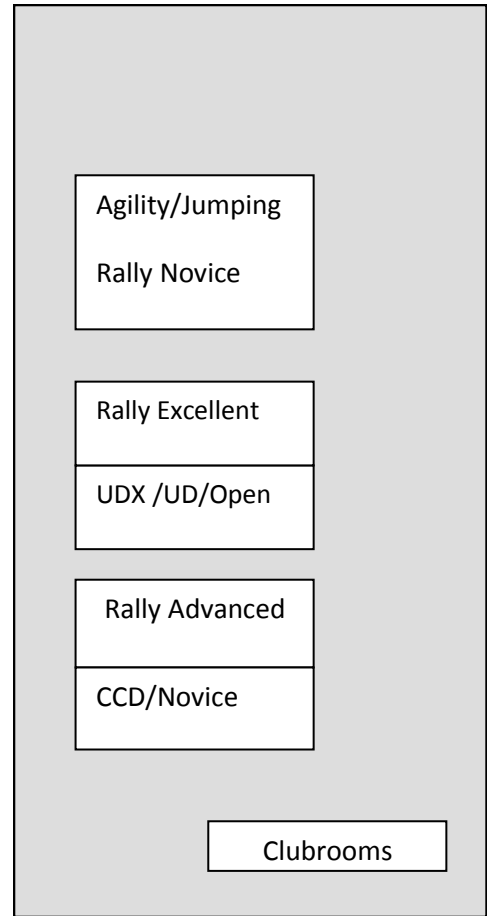 Agility/Jumping
Rally Novice
Rally Excellent
UDX /UD/Open
Rally Advanced
CCD/Novice
Clubrooms